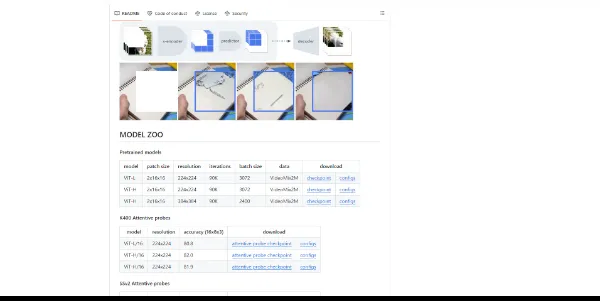 README Code of conduct License Security
x-encoder predictor decoder
MODEL ZOO
Pretrained models
model patch size resolution iterations batch size data download
ViT-L 2x16x16 224x224 90K 3072 VideoMix2M checkpoint configs
ViT-H 2x16x16 224x224 90K 3072 VideoMix2M checkpoint configs
ViT-H 2x16x16 384x384 90K 2400 VideoMix2M checkpoint configs
K400 Attentive probes
model resolution accuracy (16x8x3) download
ViT-L/16 224x224 80.8 attentive probe checkpoint configs
ViT-H/16 224x224 82.0 attentive probe checkpoint configs
ViT-H/16 384x384 81.9 attentive probe checkpoint configs
SSv2 Attentive probes